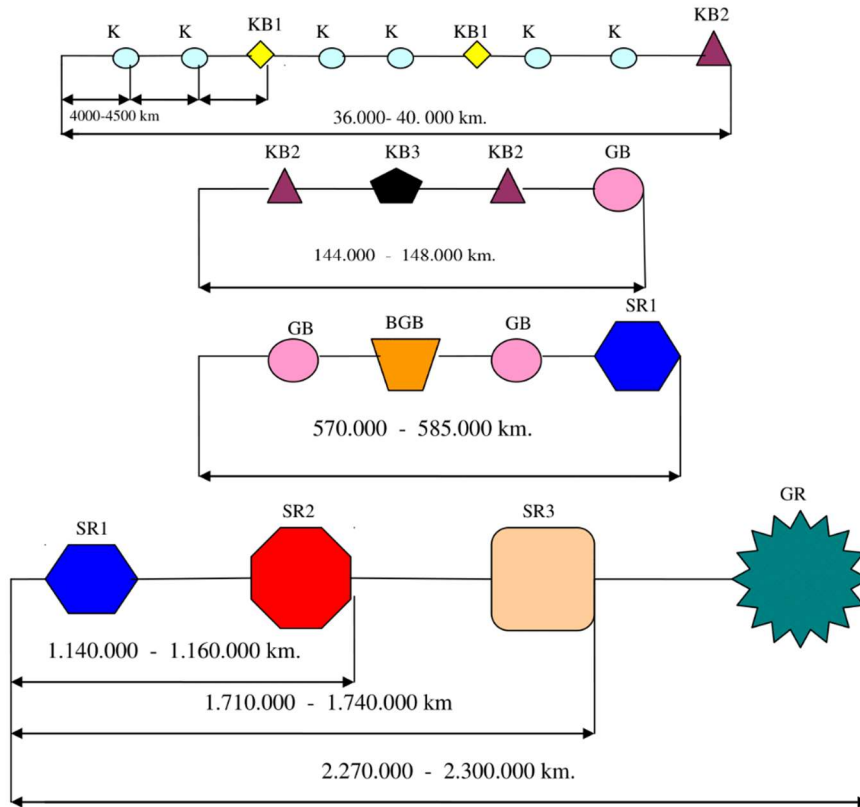 K K KB1 K K KB1 K K KB2
4000-4500 km
36.000- 40. 000 km.
KB2 KB3 KB2 GB
144.000 - 148.000 km.
GB BGB GB SR1
570.000 - 585.000 km.
SR1 SR2 SR3 GR
1.140.000 - 1.160.000 km.
1.710.000 - 1.740.000 km
2.270.000 - 2.300.000 km.